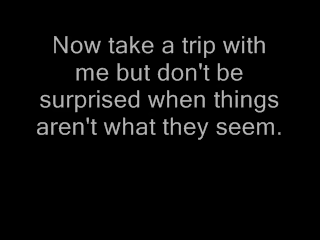 Now take a trip with
me but don't be
surprised when things
aren't what they seem.